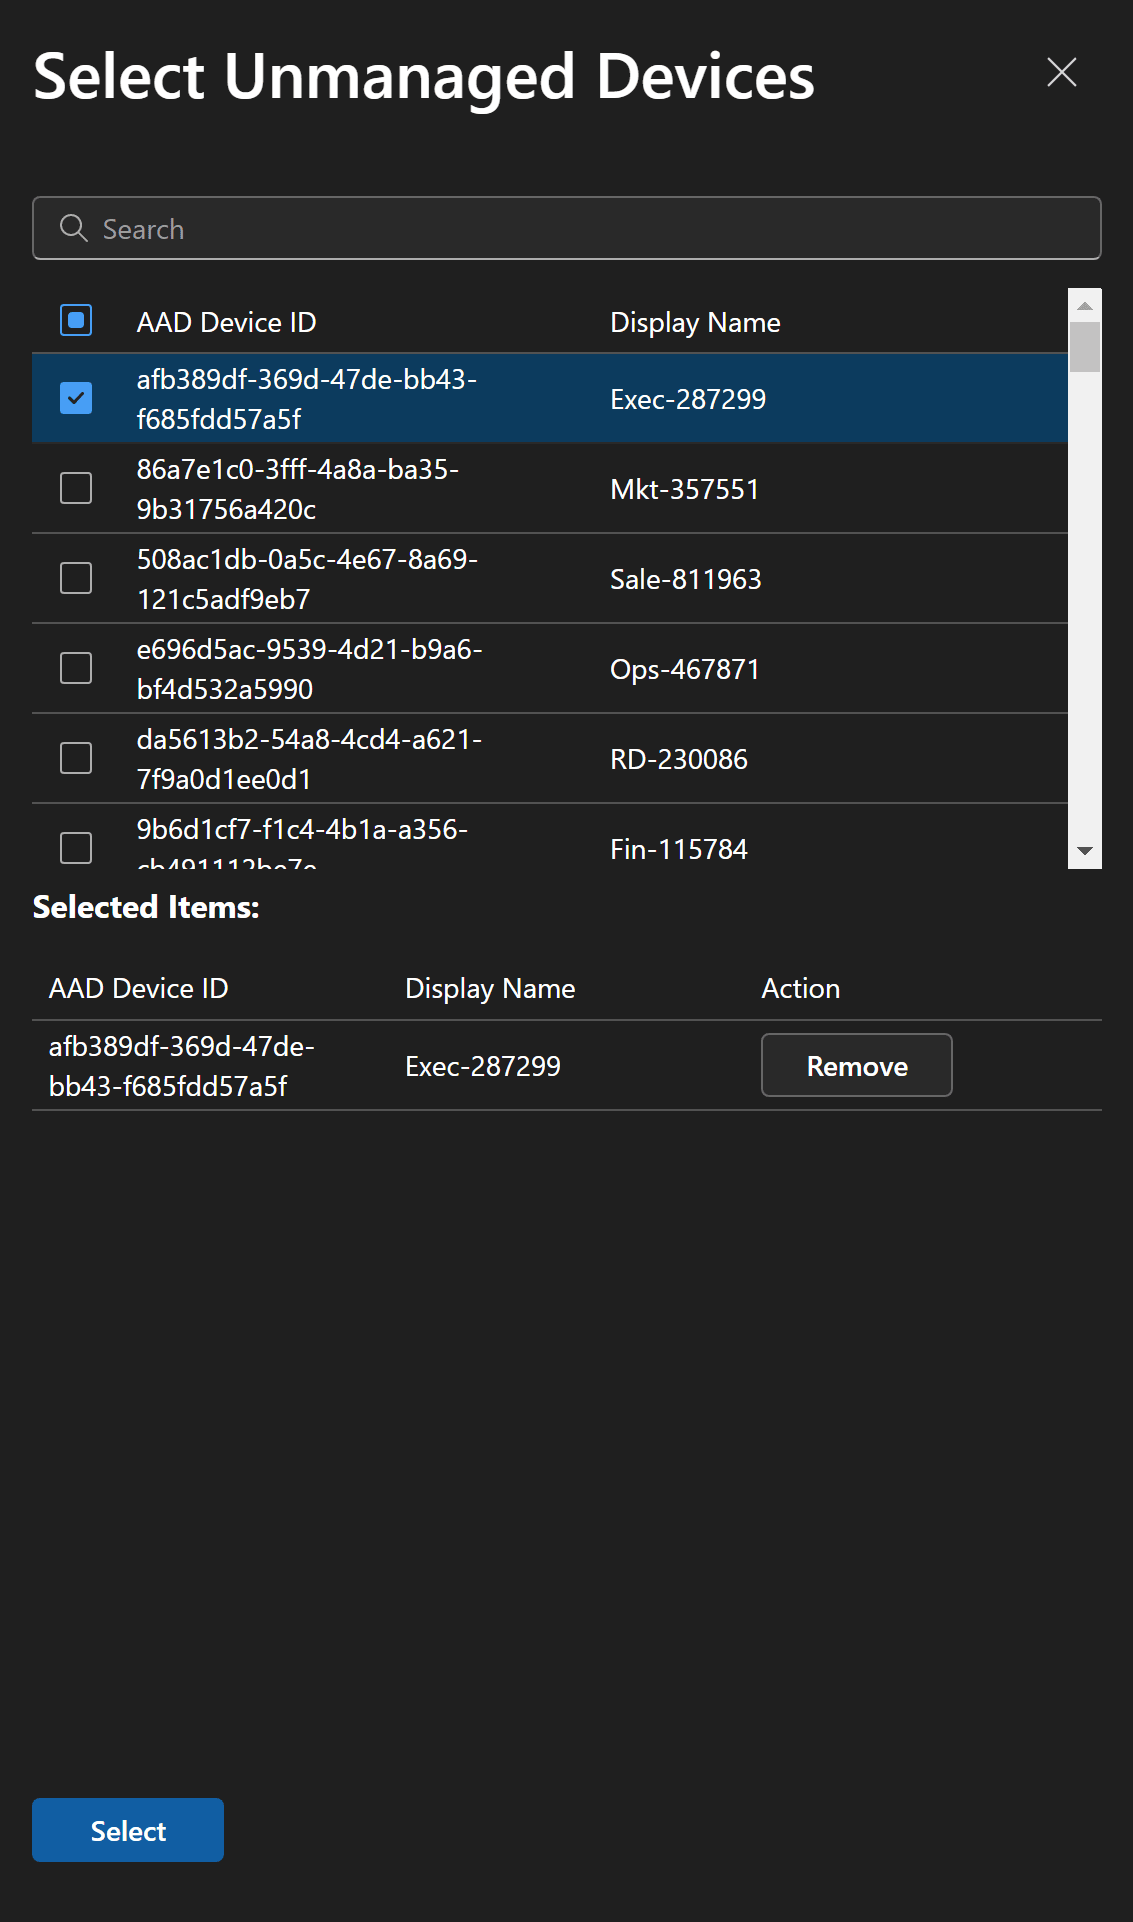 Select Unmanaged Devices
Search
AAD Device ID Display Name
afb389df-369d-47de-bb43-
f685fdd57a5f
Exec-287299
86a7e1c0-3fff-4a8a-ba35-
9b31756a420c
Mkt-357551
508ac1db-0a5c-4e67-8a69-
121c5adf9eb7
Sale-811963
e696d5ac-9539-4d21-b9a6-
bf4d532a5990
Ops-467871
da5613b2-54a8-4cd4-a621-
7f9a0d1ee0d1
RD-230086
9b6d1cf7-f1c4-4b1a-a356-
Fin-115784
Selected Items:
AAD Device ID Display Name Action
afb389df-369d-47de-
bb43-f685fdd57a5f
Exec-287299
Remove
Select